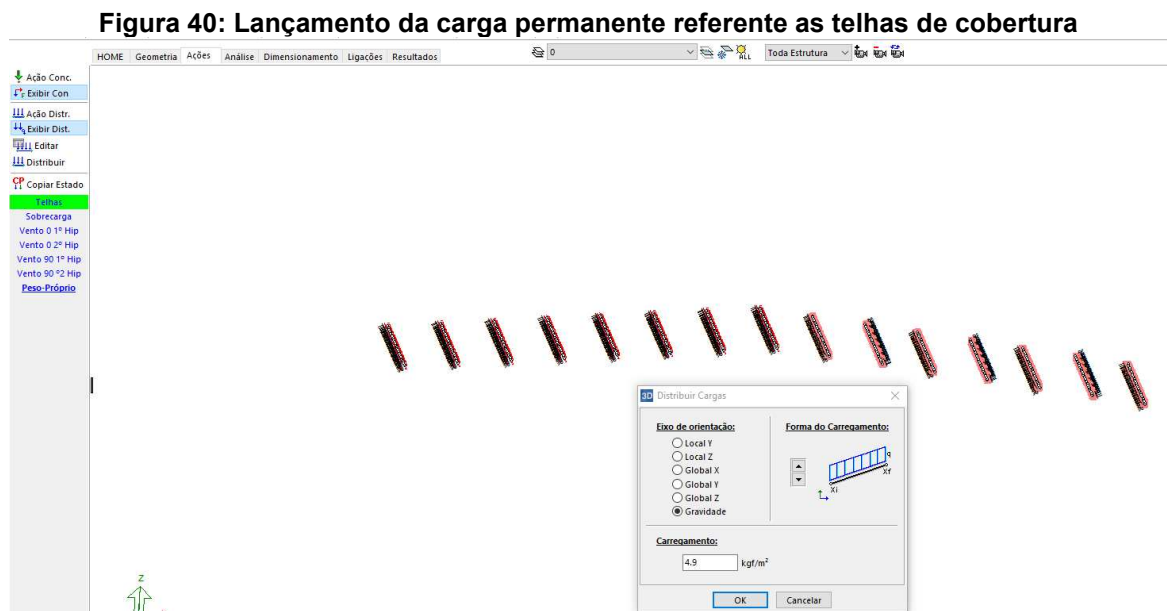 Figura 40: Lançamento da carga permanente referente as telhas de cobertura
HOME Geometria Ações Análise Dimensionamento Ligações Resultados
0
ALL
Toda Estrutura
Ação Conc.
F Exibir Con
Ação Distr.
q Exibir Dist.
Editar
Distribuir
CP Copiar Estado
Telhas
Sobrecarga
Vento 0 1º Hip
Vento 0 2º Hip
Vento 90 1º Hip
Vento 90 º2 Hip
Peso-Próprio
3D Distribuir Cargas
Eixo de orientação:
Local Y
Local Z
Global X
Global Y
Global Z
Gravidade
Forma do Carregamento:
q
Xf
Xi
Carregamento:
4.9 kgf/m²
OK Cancelar
Z